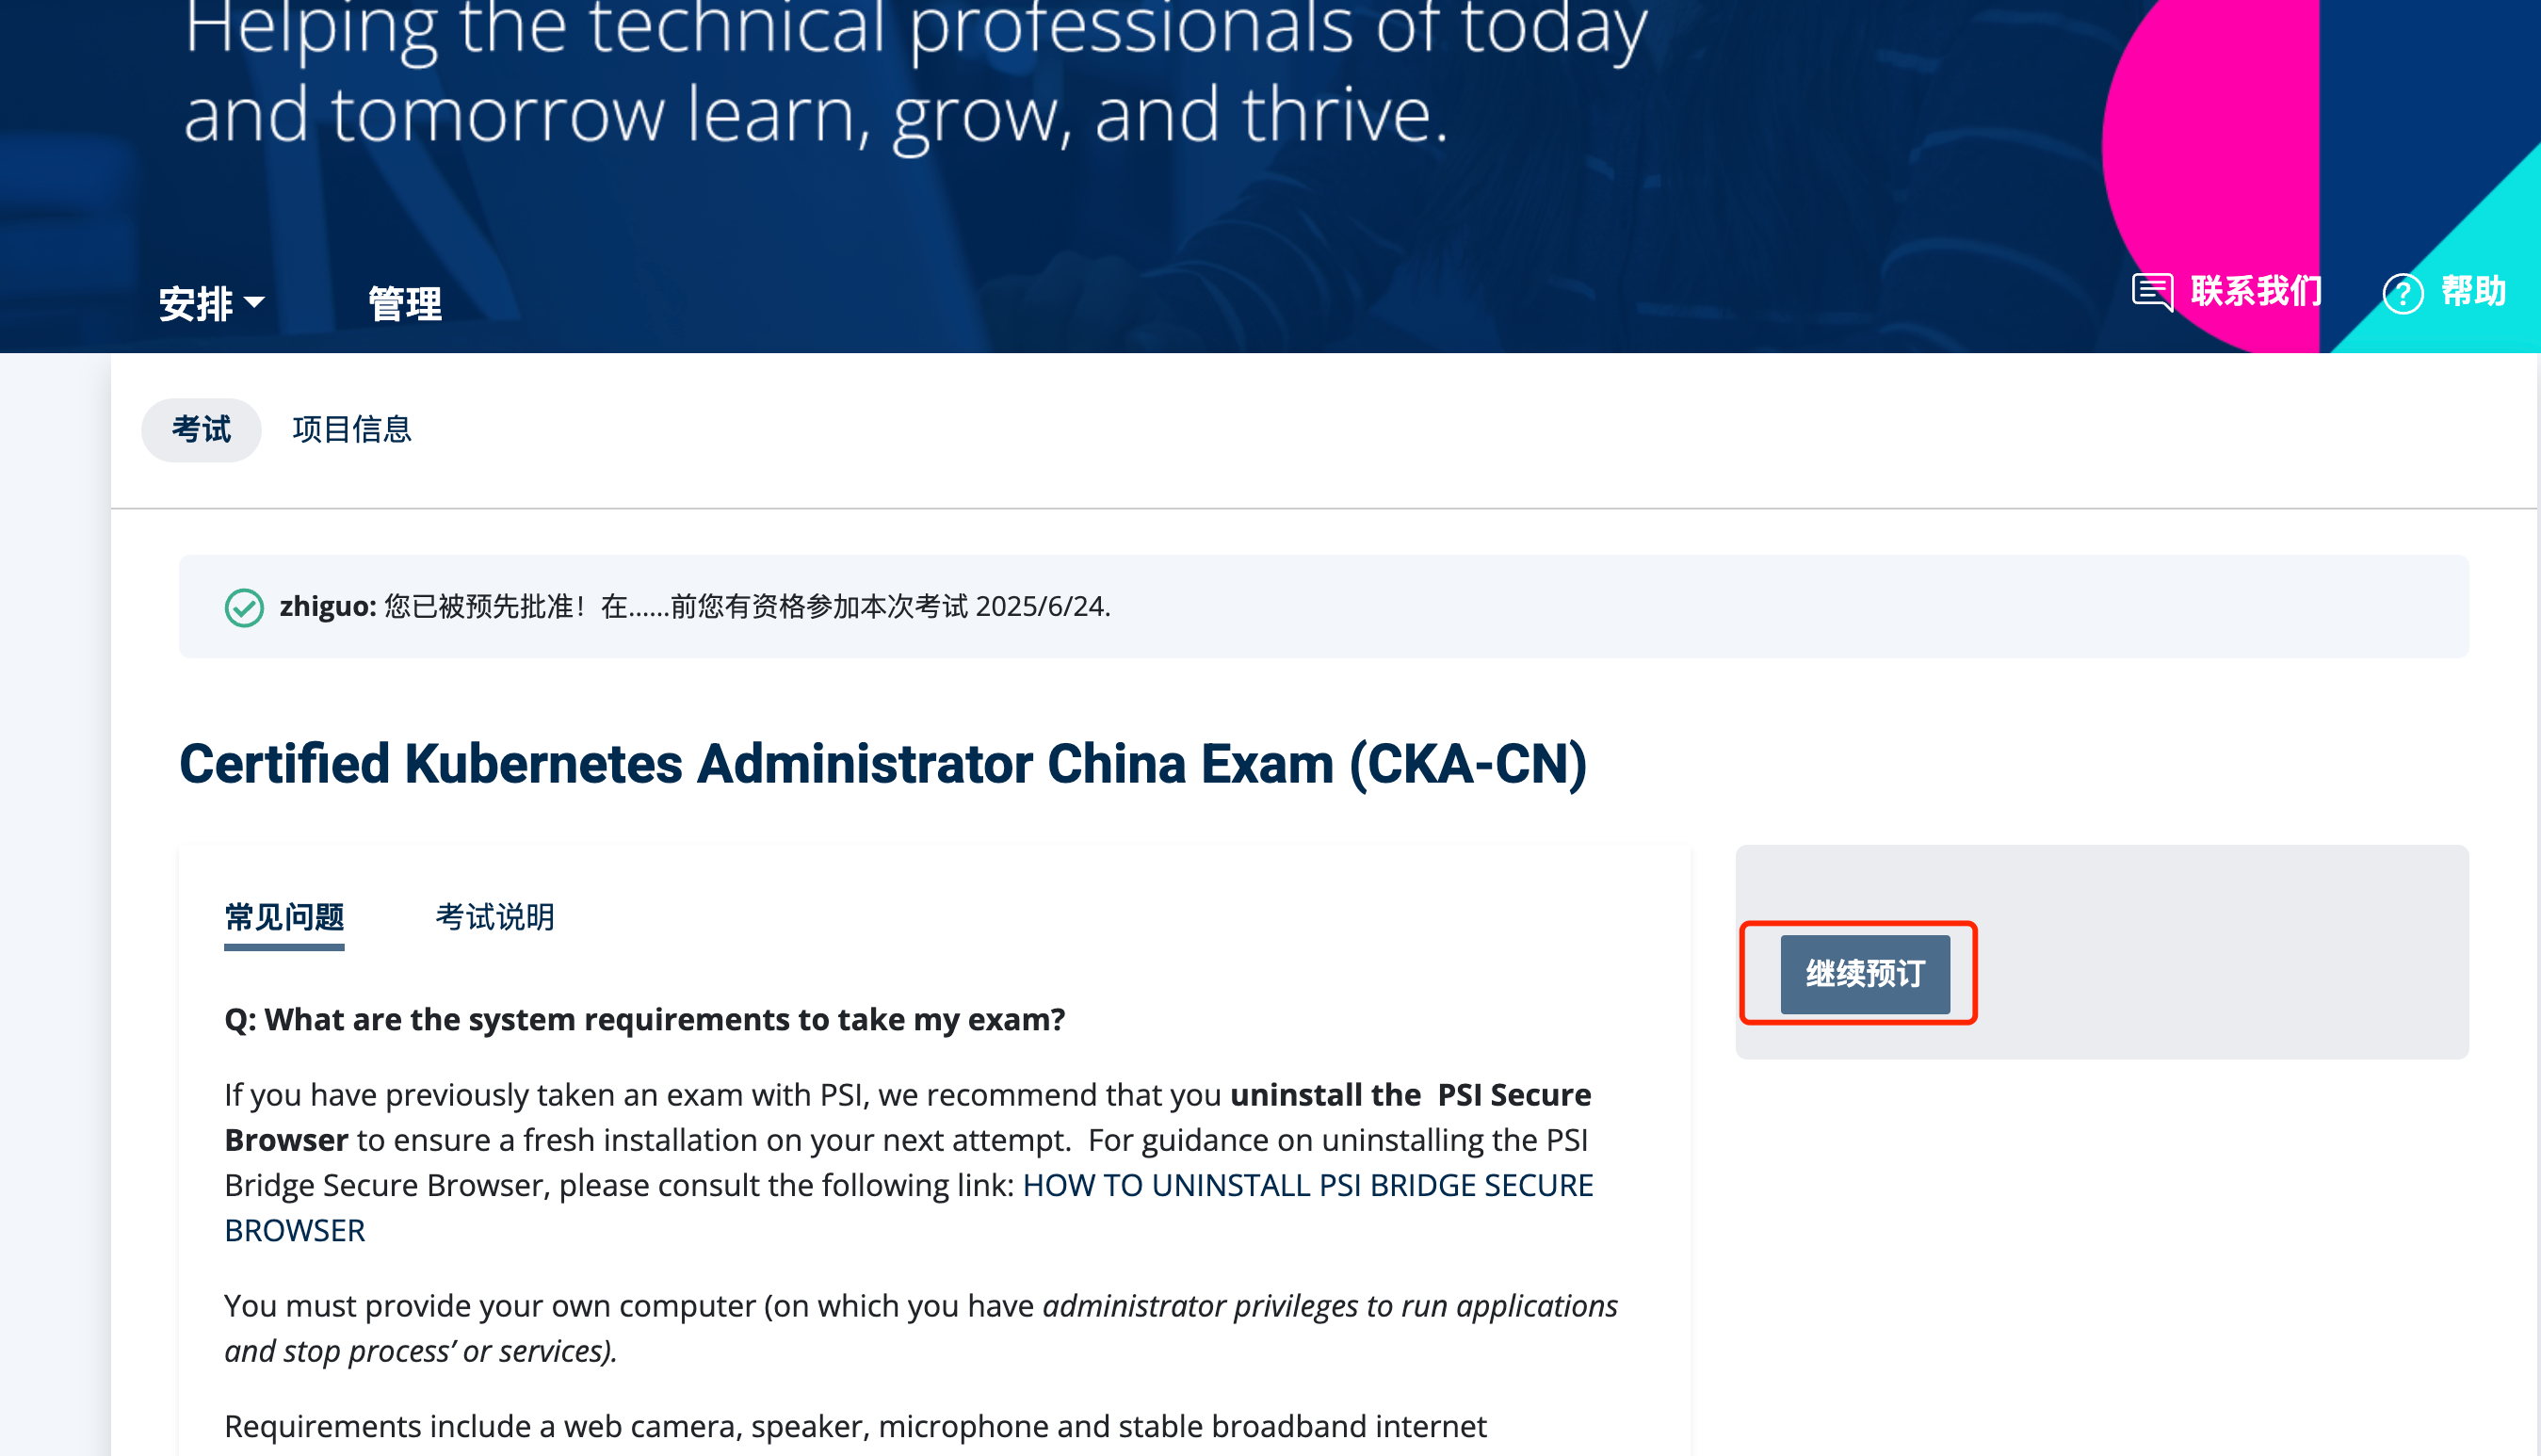 Helping the technical professionals of today
and tomorrow learn, grow, and thrive.
安排
管理
联系我们
帮助
考试
项目信息
zhiguo: 您已被预先批准！在......前您有资格参加本次考试 2025/6/24.
Certified Kubernetes Administrator China Exam (CKA-CN)
常见问题
考试说明
继续预订
Q: What are the system requirements to take my exam?
If you have previously taken an exam with PSI, we recommend that you uninstall the  PSI Secure
Browser to ensure a fresh installation on your next attempt.  For guidance on uninstalling the PSI
Bridge Secure Browser, please consult the following link: HOW TO UNINSTALL PSI BRIDGE SECURE
BROWSER
You must provide your own computer (on which you have administrator privileges to run applications
and stop process’ or services).
Requirements include a web camera, speaker, microphone and stable broadband internet